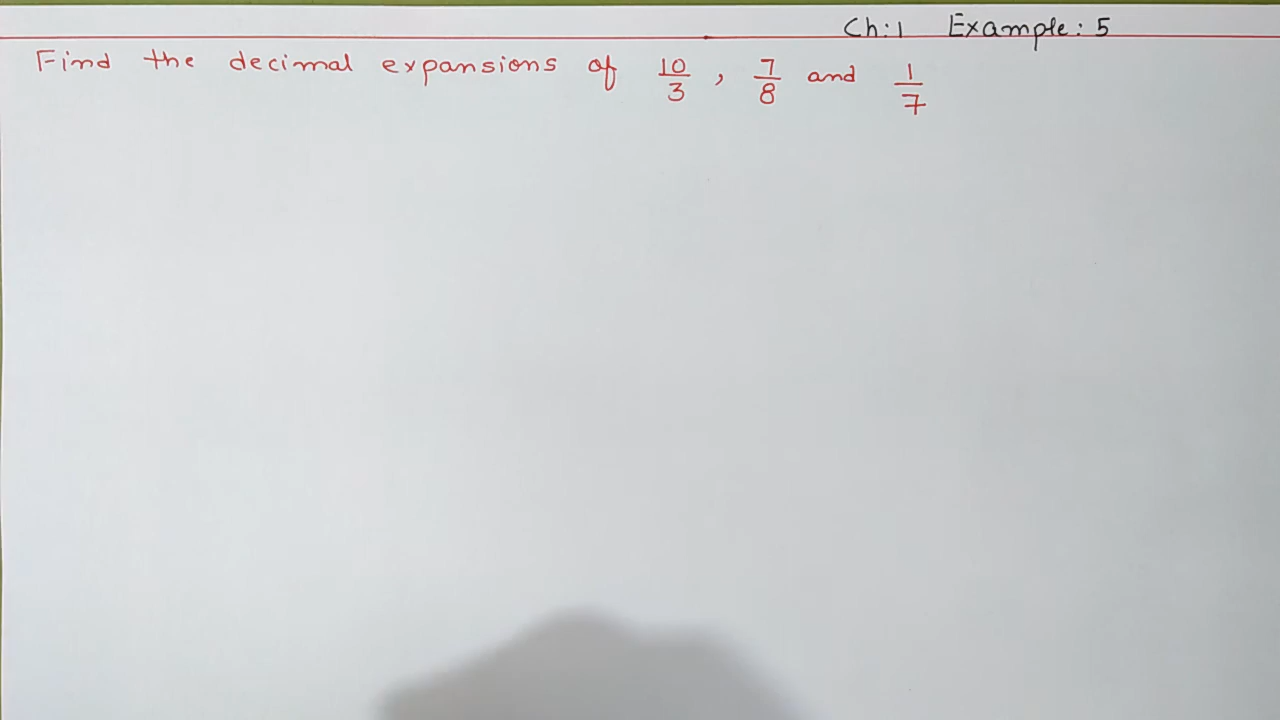 Ch:1 Example: 5
Find the decimal expansions of 10/3, 7/8 and 1/7